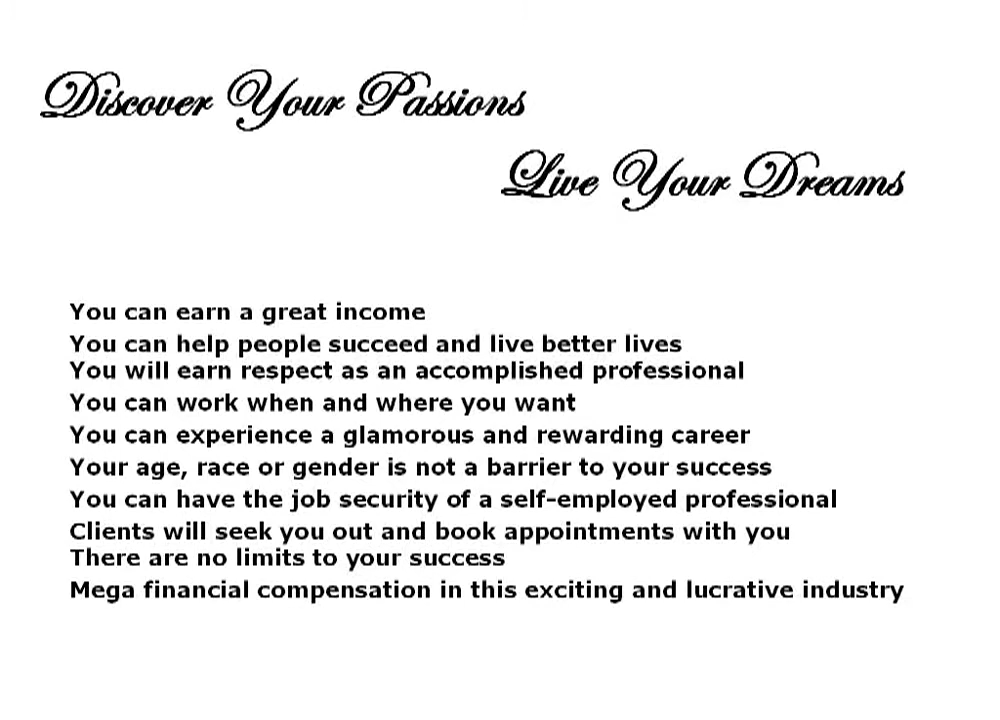 Discover Your Passions
Live Your Dreams
You can earn a great income
You can help people succeed and live better lives
You will earn respect as an accomplished professional
You can work when and where you want
You can experience a glamorous and rewarding career
Your age, race or gender is not a barrier to your success
You can have the job security of a self-employed professional
Clients will seek you out and book appointments with you
There are no limits to your success
Mega financial compensation in this exciting and lucrative industry